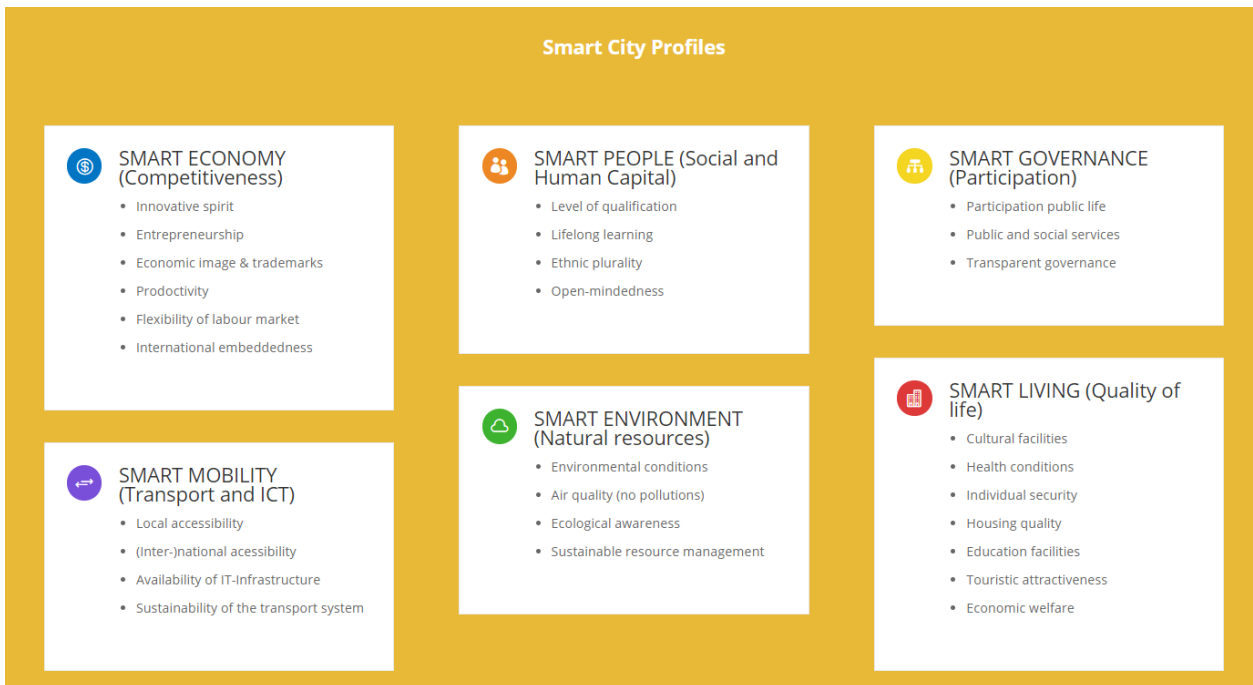 Smart City Profiles
SMART ECONOMY
(Competitiveness)
• Innovative spirit
• Entrepreneurship
• Economic image & trademarks
• Prodoctivity
• Flexibility of labour market
• International embeddedness
SMART PEOPLE (Social and
Human Capital)
• Level of qualification
• Lifelong learning
• Ethnic plurality
• Open-mindedness
SMART GOVERNANCE
(Participation)
• Participation public life
• Public and social services
• Transparent governance
SMART MOBILITY
(Transport and ICT)
• Local accessibility
• (Inter-)national acessibility
• Availability of IT-Infrastructure
• Sustainability of the transport system
SMART ENVIRONMENT
(Natural resources)
• Environmental conditions
• Air quality (no pollutions)
• Ecological awareness
• Sustainable resource management
SMART LIVING (Quality of
life)
• Cultural facilities
• Health conditions
• Individual security
• Housing quality
• Education facilities
• Touristic attractiveness
• Economic welfare